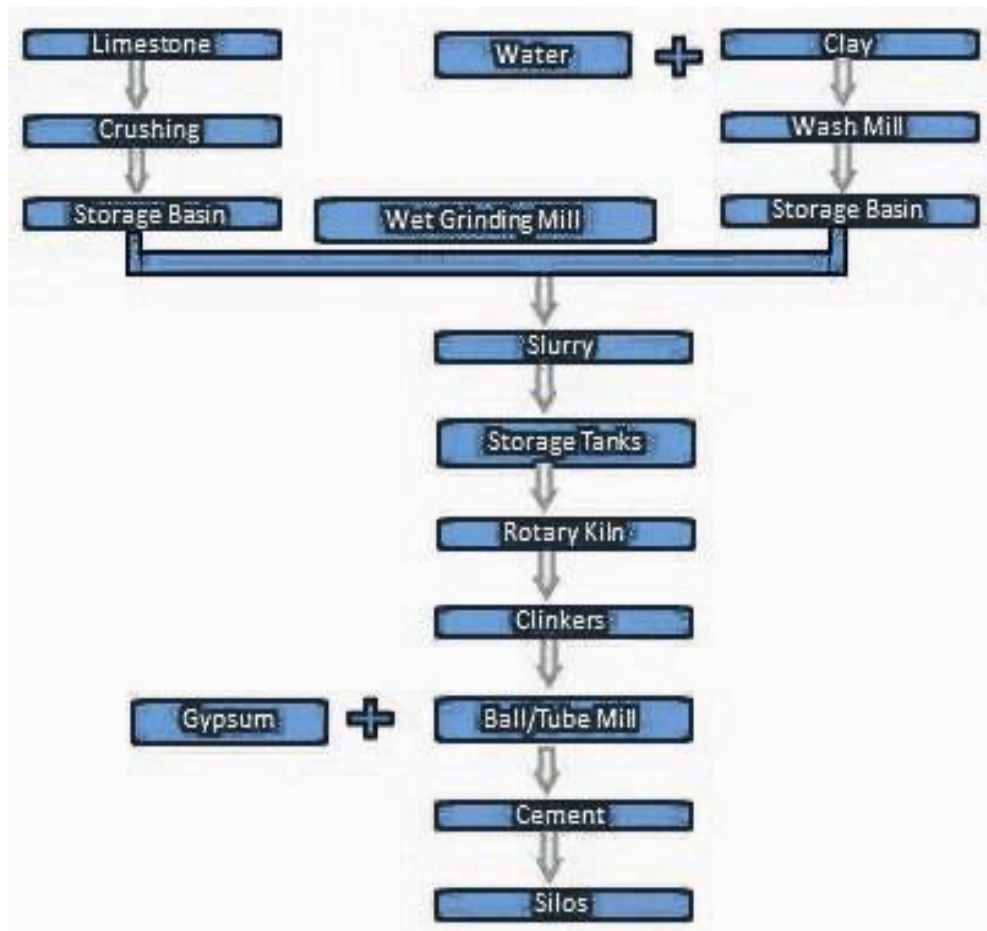 Limestone
Water
+
Clay
Crushing
Wash Mill
Storage Basin
Wet Grinding Mill
Storage Basin
Slurry
Storage Tanks
Rotary Kiln
Clinkers
Gypsum
+
Ball/Tube Mill
Cement
Silos